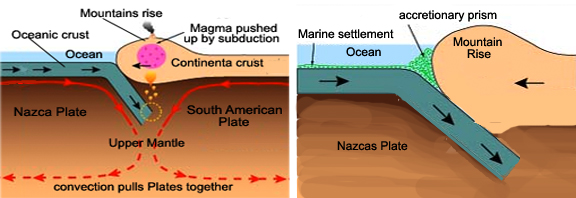 Mountains rise
Magma pushed
up by subduction
Oceanic crust
Ocean
Continenta crust
Nazca Plate
South American
Plate
Upper Mantle
convection pulls Plates together
accretionary prism
Marine settlement
Ocean
Mountain
Rise
Nazcas Plate